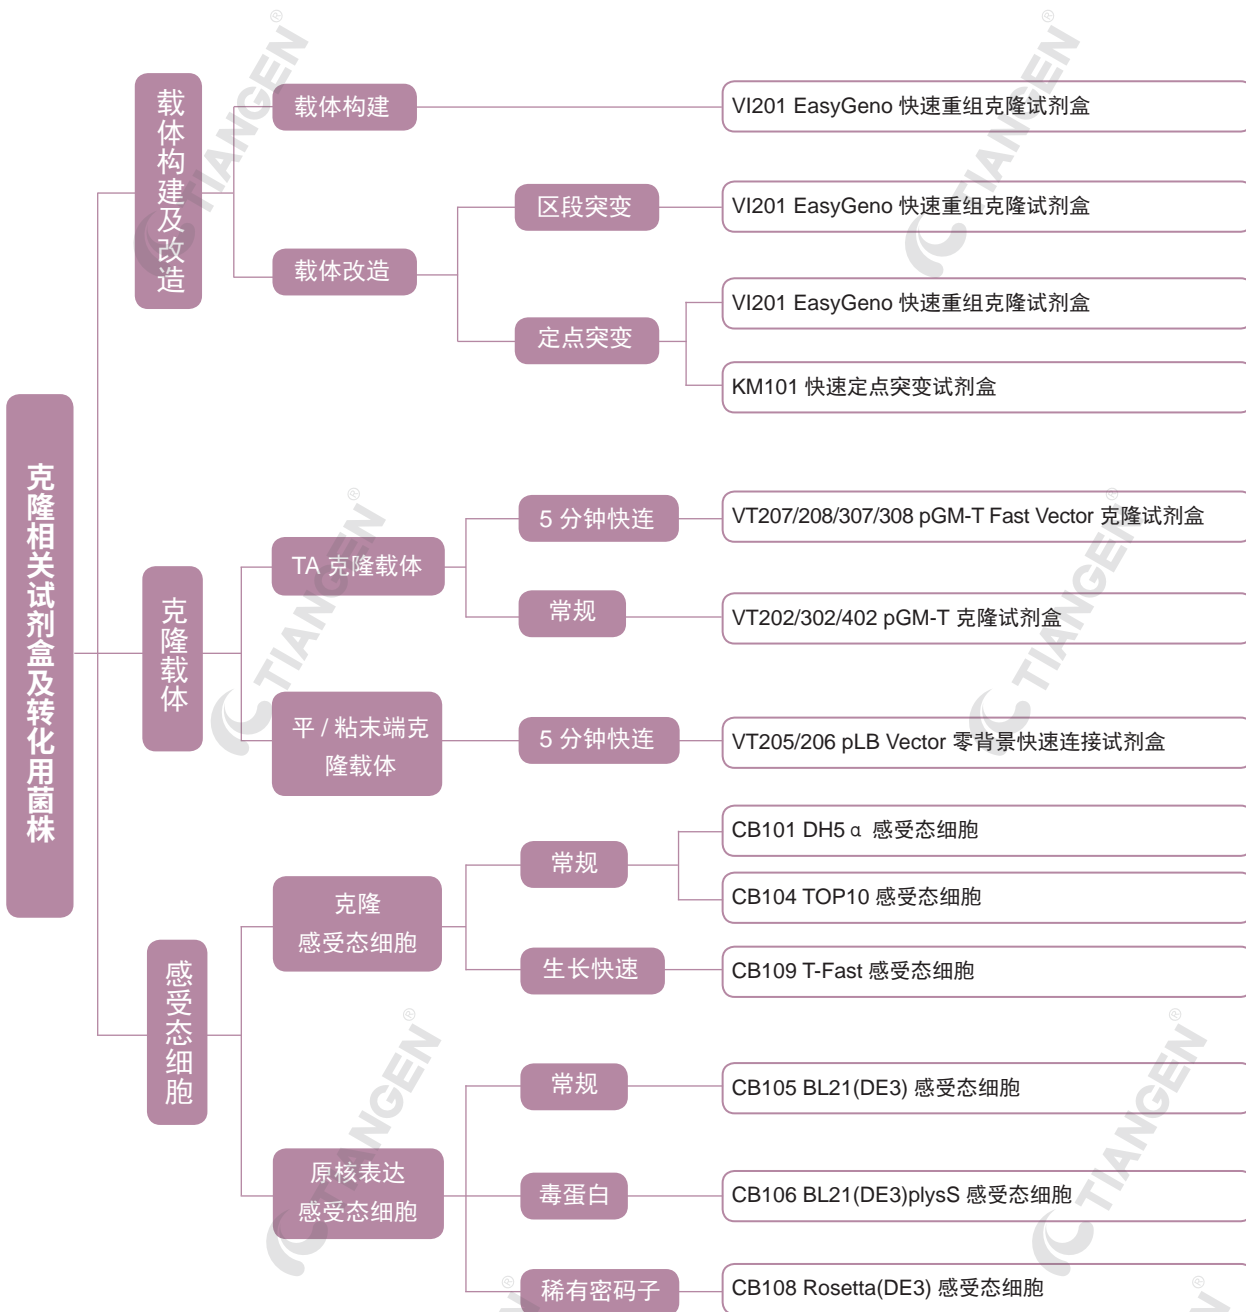 克隆相关试剂盒及转化用菌株
载体构建及改造
载体构建
VI201 EasyGeno 快速重组克隆试剂盒
载体改造
区段突变
VI201 EasyGeno 快速重组克隆试剂盒
定点突变
VI201 EasyGeno 快速重组克隆试剂盒
KM101 快速定点突变试剂盒
克隆载体
TA 克隆载体
5 分钟快连
VT207/208/307/308 pGM-T Fast Vector 克隆试剂盒
常规
VT202/302/402 pGM-T 克隆试剂盒
平 / 粘末端克
隆载体
5 分钟快连
VT205/206 pLB Vector 零背景快速连接试剂盒
感受态细胞
克隆
感受态细胞
常规
CB101 DH5α 感受态细胞
CB104 TOP10 感受态细胞
生长快速
CB109 T-Fast 感受态细胞
原核表达
感受态细胞
常规
CB105 BL21(DE3) 感受态细胞
毒蛋白
CB106 BL21(DE3)plysS 感受态细胞
稀有密码子
CB108 Rosetta(DE3) 感受态细胞
TIANGEN®
TIANGEN®
TIANGEN®
TIANGEN®
TIANGEN®
TIANGEN®